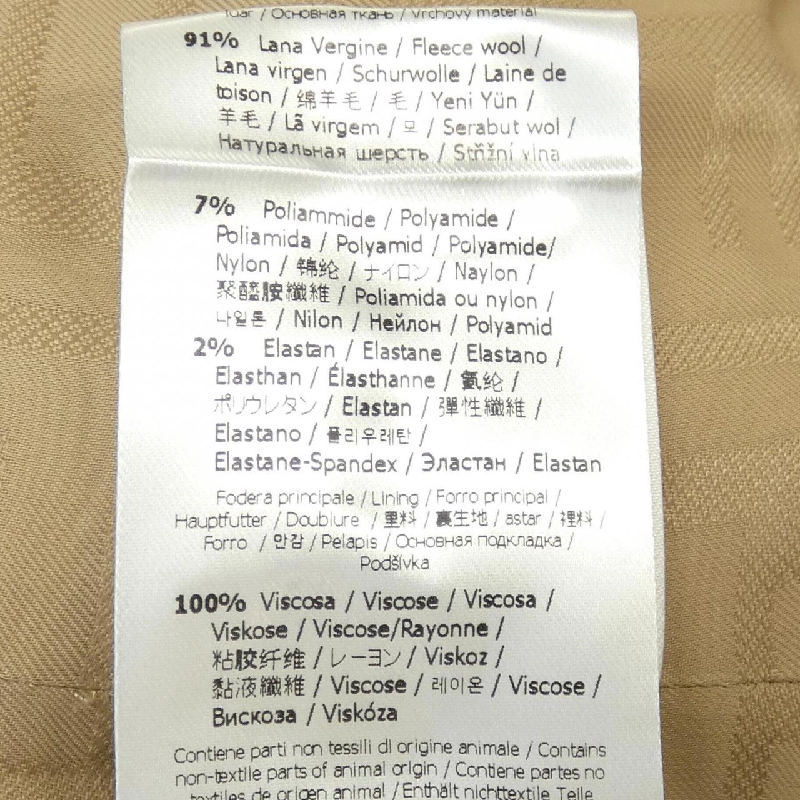 / Основная ткань / Vrchový materiál
91% Lana Vergine / Fleece wool /
Lana virgen / Schurwolle / Laine de
toison / 绵羊毛 / 毛 / Yeni Yün /
羊毛 / Lã virgem / 모 / Serabut wol /
Натуральная шерсть / Střižní vlna
7% Poliammide / Polyamide /
Poliamida / Polyamid / Polyamide/
Nylon / 锦纶 / ナイロン / Naylon /
聚醯胺纖維 / Poliamida ou nylon /
나일론 / Nilon / Нейлон / Polyamid
2% Elastan / Elastane / Elastano /
Elasthan / Élasthanne / 氨纶 /
ポリウレタン / Elastan / 彈性纖維 /
Elastano / 폴리우레탄 /
Elastane-Spandex / Эластан / Elastan
Fodera principale / Lining / Forro principal /
Hauptfutter / Doublure / 里料 / 裏生地 / astar / 裡料 /
Forro / 안감 / Pelapis / Основная подкладка /
Podšívka
100% Viscosa / Viscose / Viscosa /
Viskose / Viscose/Rayonne /
粘胶纤维 / レーヨン / Viskoz /
黏液纖維 / Viscose / 레이온 / Viscose /
Вискоза / Viskóza
Contiene parti non tessili di origine animale / Contains
non-textile parts of animal origin / Contiene partes no
textiles de origen animal / Enthält nichttextile Teile